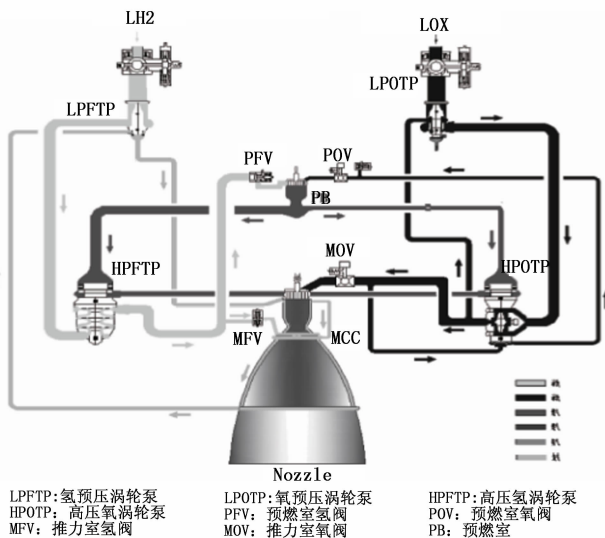 LH2
LOX
LPFTP
LPOTP
PFV
POV
PB
MOV
HPFTP
HPOTP
MFV
MCC
Nozzle
LPFTP:氢预压涡轮泵
LPOTP:氧预压涡轮泵
HPFTP:高压氢涡轮泵
HPOTP: 高压氧涡轮泵
PFV: 预燃室氢阀
POV: 预燃室氧阀
MFV: 推力室氢阀
MOV: 推力室氧阀
PB: 预燃室